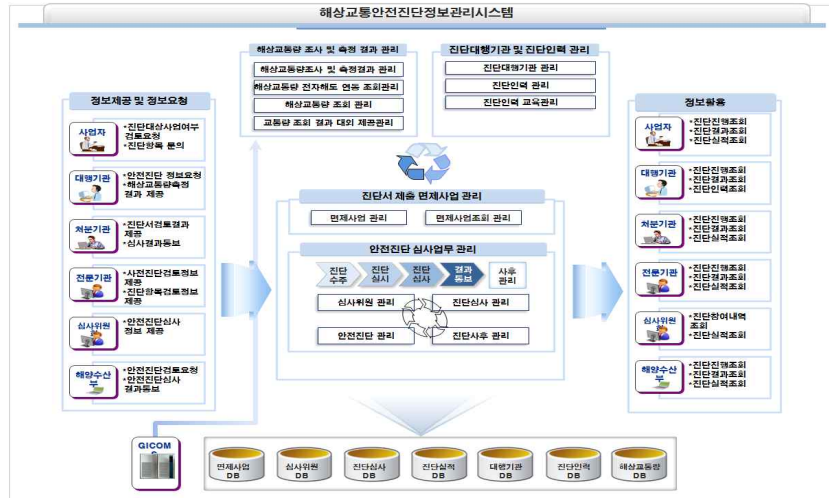 해상교통안전진단정보관리시스템
해상교통량 조사 및 측정 결과 관리
해상교통량조사 및 측정결과 관리
해상교통량 전자해도 연동 조회관리
해상교통량 조회 관리
교통량 조회 결과 대외 제공관리
진단대행기관 및 진단인력 관리
진단대행기관 관리
진단인력 관리
진단인력 교육관리
정보제공 및 정보요청
사업자
*진단대상사업여부
검토요청
*진단항목 문의
대행기관
*안전진단 정보요청
*해상교통량측정
결과 제공
처분기관
*진단서검토결과
제공
*심사결과통보
전문기관
*사전진단검토정보
제공
*진단항목검토정보
제공
심사위원
*안전진단심사
정보 제공
해양수산
부
*안전진단검토요청
*안전진단심사
결과통보
진단서 제출 면제사업 관리
면제사업 관리
면제사업조회 관리
안전진단 심사업무 관리
진단
수주
진단
실시
진단
심사
결과
통보
사후
관리
심사위원 관리
진단심사 관리
안전진단 관리
진단사후 관리
정보활용
사업자
*진단진행조회
*진단결과조회
*진단실적조회
대행기관
*진단진행조회
*진단결과조회
*진단인력조회
처분기관
*진단진행조회
*진단결과조회
*진단실적조회
전문기관
*진단진행조회
*진단결과조회
*진단실적조회
심사위원
*진단참여내역
조회
*진단실적조회
해양수산
부
*진단진행조회
*진단결과조회
*진단실적조회
GICOM
면제사업
DB
심사위원
DB
진단심사
DB
진단실적
DB
대행기관
DB
진단인력
DB
해상교통량
DB